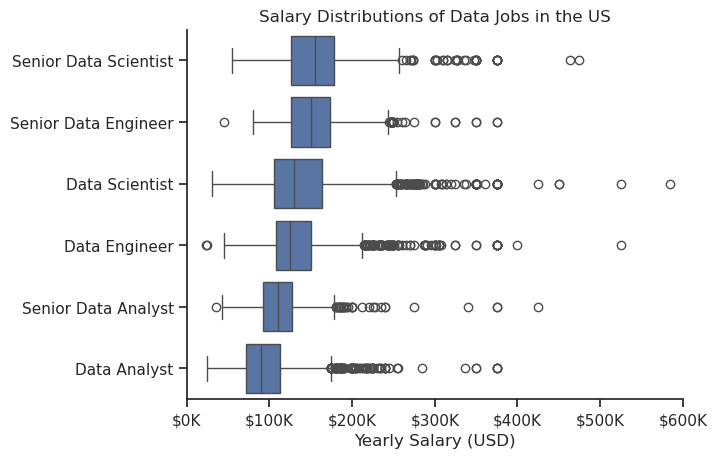 Salary Distributions of Data Jobs in the US
Senior Data Scientist
Senior Data Engineer
Data Scientist
Data Engineer
Senior Data Analyst
Data Analyst
$0K $100K $200K $300K $400K $500K $600K
Yearly Salary (USD)